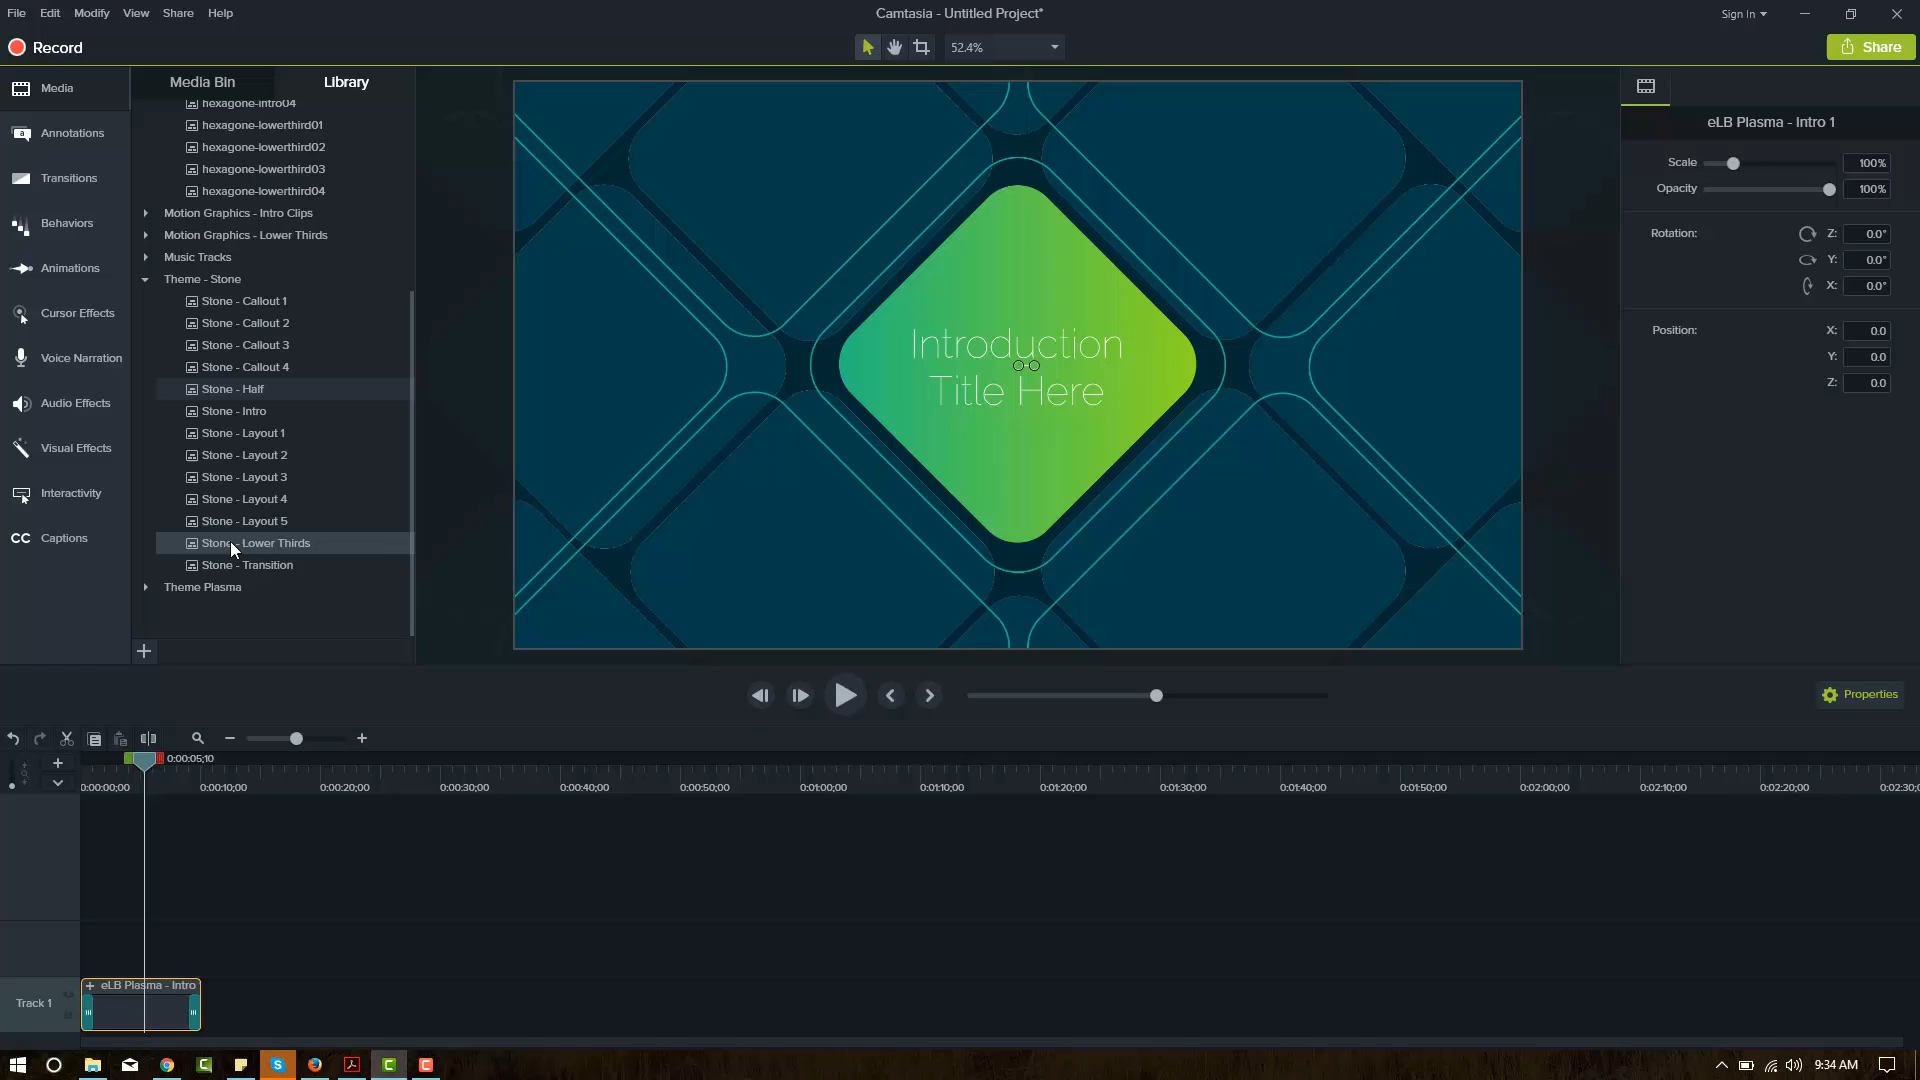 File Edit Modify View Share Help
Camtasia - Untitled Project*
Sign In
Record
52.4%
Share
Media
Annotations
Transitions
Behaviors
Animations
Cursor Effects
Voice Narration
Audio Effects
Visual Effects
Interactivity
CC Captions
Media Bin Library
hexagone-intro04
hexagone-lowerthird01
hexagone-lowerthird02
hexagone-lowerthird03
hexagone-lowerthird04
Motion Graphics - Intro Clips
Motion Graphics - Lower Thirds
Music Tracks
Theme - Stone
Stone - Callout 1
Stone - Callout 2
Stone - Callout 3
Stone - Callout 4
Stone - Half
Stone - Intro
Stone - Layout 1
Stone - Layout 2
Stone - Layout 3
Stone - Layout 4
Stone - Layout 5
Stone - Lower Thirds
Stone - Transition
Theme Plasma
Introduction
Title Here
eLB Plasma - Intro 1
Scale 100%
Opacity 100%
Rotation: Z: 0.0°
Y: 0.0°
X: 0.0°
Position: X: 0.0
Y: 0.0
Z: 0.0
Properties
0:00:05;10
0:00:00;00 0:00:10;00 0:00:20;00 0:00:30;00 0:00:40;00 0:00:50;00 0:01:00;00 0:01:10;00 0:01:20;00 0:01:30;00 0:01:40;00 0:01:50;00 0:02:00;00 0:02:10;00 0:02:20;00 0:02:30;0
Track 1
eLB Plasma - Intro
9:34 AM